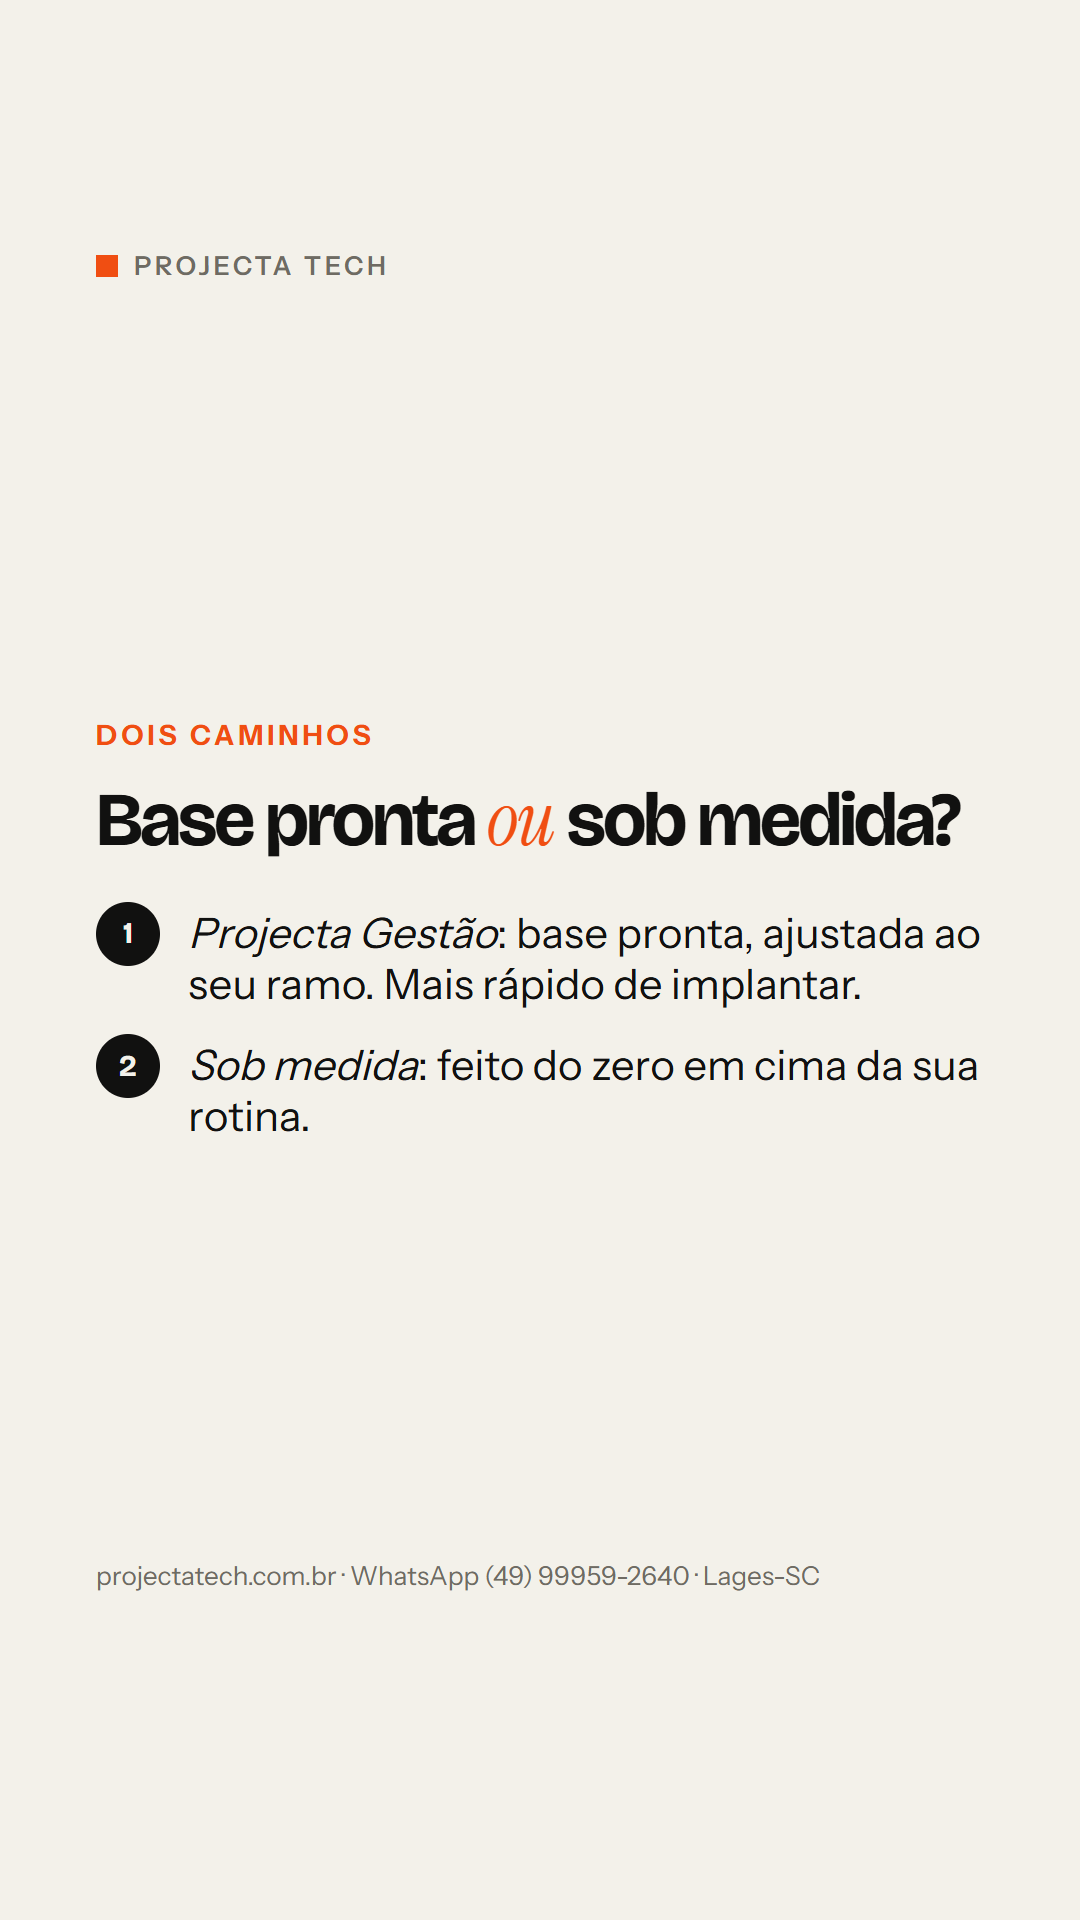 PROJECTA TECH
DOIS CAMINHOS
Base pronta ou sob medida?
1 Projecta Gestão: base pronta, ajustada ao
seu ramo. Mais rápido de implantar.
2 Sob medida: feito do zero em cima da sua
rotina.
projectatech.com.br · WhatsApp (49) 99959-2640 · Lages-SC